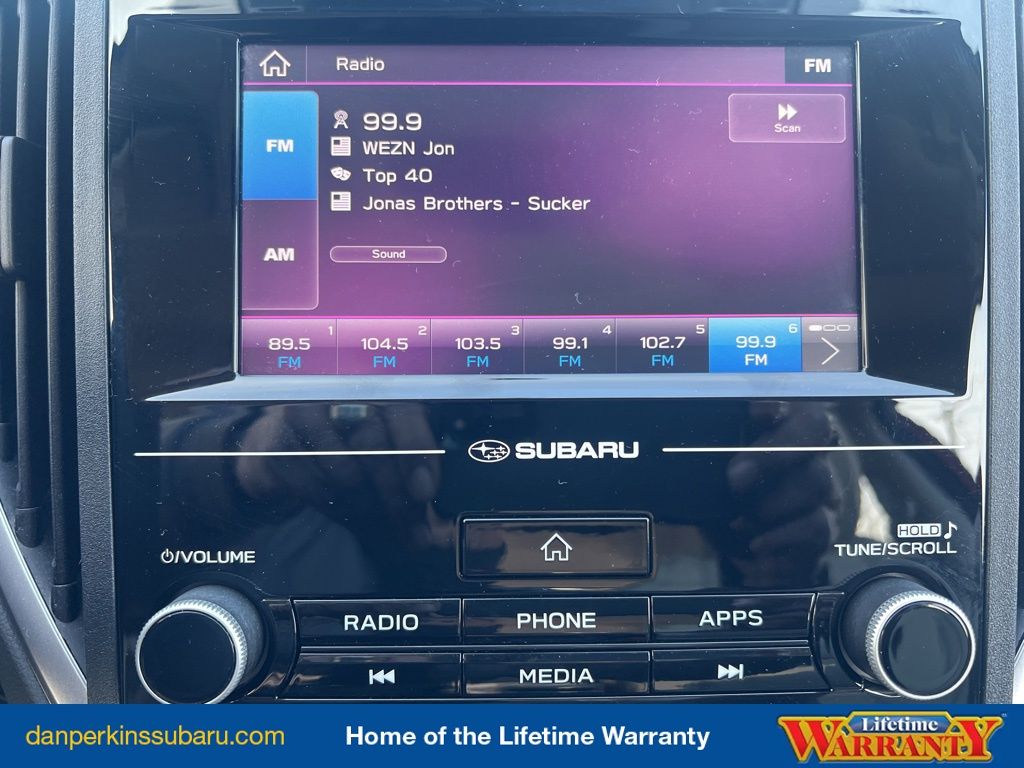 Radio
FM
FM
AM
99.9
WEZN Jon
Top 40
Jonas Brothers - Sucker
Scan
Sound
1
89.5
FM
2
104.5
FM
3
103.5
FM
4
99.1
FM
5
102.7
FM
6
99.9
FM
SUBARU
/VOLUME
HOLD
TUNE/SCROLL
RADIO
PHONE
APPS
MEDIA
danperkinssubaru.com
Home of the Lifetime Warranty
Lifetime
WARRANTY